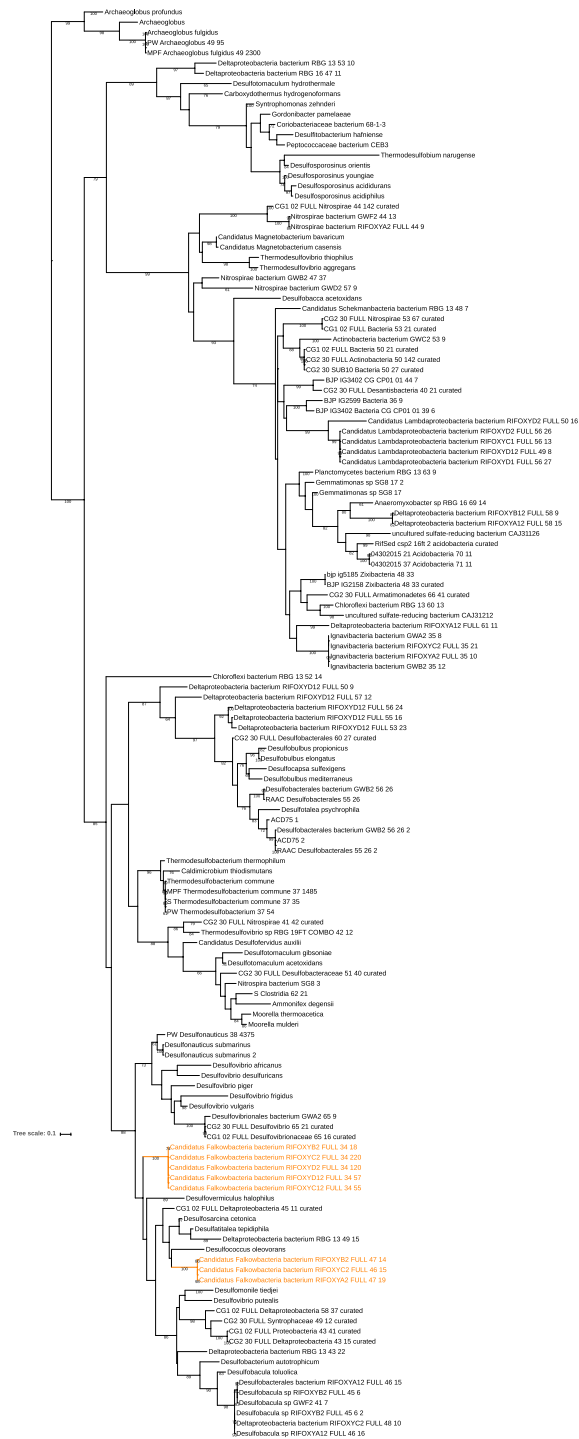 Archaeoglobus profundus
Archaeoglobus
Archaeoglobus fulgidus
PW Archaeoglobus 49 95
MPF Archaeoglobus fulgidus 49 2300
Deltaproteobacteria bacterium RBG 13 53 10
Deltaproteobacteria bacterium RBG 16 47 11
Desulfotomaculum hydrothermale
Carboxydothermus hydrogenoformans
Syntrophomonas zehnderi
Gordonibacter pamelaeae
Coriobacteriaceae bacterium 68-1-3
Desulfitobacterium hafniense
Peptococcaceae bacterium CEB3
Thermodesulfobium narugense
Desulfosporosinus orientis
Desulfosporosinus youngiae
Desulfosporosinus acididurans
Desulfosporosinus acidiphilus
CG1 02 FULL Nitrospirae 44 142 curated
Nitrospirae bacterium GWF2 44 13
Nitrospirae bacterium RIFOXYA2 FULL 44 9
Candidatus Magnetobacterium bavaricum
Candidatus Magnetobacterium casensis
Thermodesulfovibrio thiophilus
Thermodesulfovibrio aggregans
Nitrospirae bacterium GWB2 47 37
Nitrospirae bacterium GWD2 57 9
Desulfobacca acetoxidans
Candidatus Schekmanbacteria bacterium RBG 13 48 7
CG2 30 FULL Nitrospirae 53 67 curated
CG1 02 FULL Bacteria 53 21 curated
Actinobacteria bacterium GWC2 53 9
CG1 02 FULL Bacteria 50 21 curated
CG2 30 FULL Actinobacteria 50 142 curated
CG2 30 SUB10 Bacteria 50 27 curated
BJP IG3402 CG CP01 01 44 7
CG2 30 FULL Desantisbacteria 40 21 curated
BJP IG2599 Bacteria 36 9
BJP IG3402 Bacteria CG CP01 01 39 6
Candidatus Lambdaproteobacteria bacterium RIFOXYD2 FULL 50 16
Candidatus Lambdaproteobacteria bacterium RIFOXYD2 FULL 56 26
Candidatus Lambdaproteobacteria bacterium RIFOXYC1 FULL 56 13
Candidatus Lambdaproteobacteria bacterium RIFOXYD12 FULL 49 8
Candidatus Lambdaproteobacteria bacterium RIFOXYD1 FULL 56 27
Planctomycetes bacterium RBG 13 63 9
Gemmatimonas sp SG8 17 2
Gemmatimonas sp SG8 17
Anaeromyxobacter sp RBG 16 69 14
Deltaproteobacteria bacterium RIFOXYB12 FULL 58 9
Deltaproteobacteria bacterium RIFOXYA12 FULL 58 15
uncultured sulfate-reducing bacterium CAJ31126
RifSed csp2 16ft 2 acidobacteria curated
04302015 21 Acidobacteria 70 11
04302015 37 Acidobacteria 71 11
bjp ig5185 Zixibacteria 48 33
BJP IG2158 Zixibacteria 48 33 curated
CG2 30 FULL Armatimonadetes 66 41 curated
Chloroflexi bacterium RBG 13 60 13
uncultured sulfate-reducing bacterium CAJ31212
Deltaproteobacteria bacterium RIFOXYA12 FULL 61 11
Ignavibacteria bacterium GWA2 35 8
Ignavibacteria bacterium RIFOXYC2 FULL 35 21
Ignavibacteria bacterium RIFOXYA2 FULL 35 10
Ignavibacteria bacterium GWB2 35 12
Chloroflexi bacterium RBG 13 52 14
Deltaproteobacteria bacterium RIFOXYD12 FULL 50 9
Deltaproteobacteria bacterium RIFOXYD12 FULL 57 12
Deltaproteobacteria bacterium RIFOXYD12 FULL 56 24
Deltaproteobacteria bacterium RIFOXYD12 FULL 55 16
Deltaproteobacteria bacterium RIFOXYD12 FULL 53 23
CG2 30 FULL Desulfobacterales 60 27 curated
Desulfobulbus propionicus
Desulfobulbus elongatus
Desulfocapsa sulfexigens
Desulfobulbus mediterraneus
Desulfobacterales bacterium GWB2 56 26
RAAC Desulfobacterales 55 26
Desulfotalea psychrophila
ACD75 1
Desulfobacterales bacterium GWB2 56 26 2
ACD75 2
RAAC Desulfobacterales 55 26 2
Thermodesulfobacterium thermophilum
Caldimicrobium thiodismutans
Thermodesulfobacterium commune
MPF Thermodesulfobacterium commune 37 1485
S Thermodesulfobacterium commune 37 35
PW Thermodesulfobacterium 37 54
CG2 30 FULL Nitrospirae 41 42 curated
Thermodesulfovibrio sp RBG 19FT COMBO 42 12
Candidatus Desulfofervidus auxilii
Desulfotomaculum gibsoniae
Desulfotomaculum acetoxidans
CG2 30 FULL Desulfobacteraceae 51 40 curated
Nitrospira bacterium SG8 3
S Clostridia 62 21
Ammonifex degensii
Moorella thermoacetica
Moorella mulderi
PW Desulfonauticus 38 4375
Desulfonauticus submarinus
Desulfonauticus submarinus 2
Desulfovibrio africanus
Desulfovibrio desulfuricans
Desulfovibrio piger
Desulfovibrio frigidus
Desulfovibrio vulgaris
Desulfovibrionales bacterium GWA2 65 9
CG2 30 FULL Desulfovibrio 65 21 curated
Tree scale: 0.1
CG1 02 FULL Desulfovibrionaceae 65 16 curated
Candidatus Falkowbacteria bacterium RIFOXYB2 FULL 34 18
Candidatus Falkowbacteria bacterium RIFOXYC2 FULL 34 220
Candidatus Falkowbacteria bacterium RIFOXYD2 FULL 34 120
Candidatus Falkowbacteria bacterium RIFOXYD12 FULL 34 57
Candidatus Falkowbacteria bacterium RIFOXYC12 FULL 34 55
Desulfovermiculus halophilus
CG1 02 FULL Deltaproteobacteria 45 11 curated
Desulfosarcina cetonica
Desulfatitalea tepidiphila
Deltaproteobacteria bacterium RBG 13 49 15
Desulfococcus oleovorans
Candidatus Falkowbacteria bacterium RIFOXYB2 FULL 47 14
Candidatus Falkowbacteria bacterium RIFOXYC2 FULL 46 15
Candidatus Falkowbacteria bacterium RIFOXYA2 FULL 47 19
Desulfomonile tiedjei
Desulfovibrio putealis
CG1 02 FULL Deltaproteobacteria 58 37 curated
CG2 30 FULL Syntrophaceae 49 12 curated
CG1 02 FULL Proteobacteria 43 41 curated
CG2 30 FULL Deltaproteobacteria 43 15 curated
Deltaproteobacteria bacterium RBG 13 43 22
Desulfobacterium autotrophicum
Desulfobacula toluolica
Desulfobacterales bacterium RIFOXYA12 FULL 46 15
Desulfobacula sp RIFOXYB2 FULL 45 6
Desulfobacula sp GWF2 41 7
Desulfobacula sp RIFOXYB2 FULL 45 6 2
Deltaproteobacteria bacterium RIFOXYC2 FULL 48 10
Desulfobacula sp RIFOXYA12 FULL 46 16